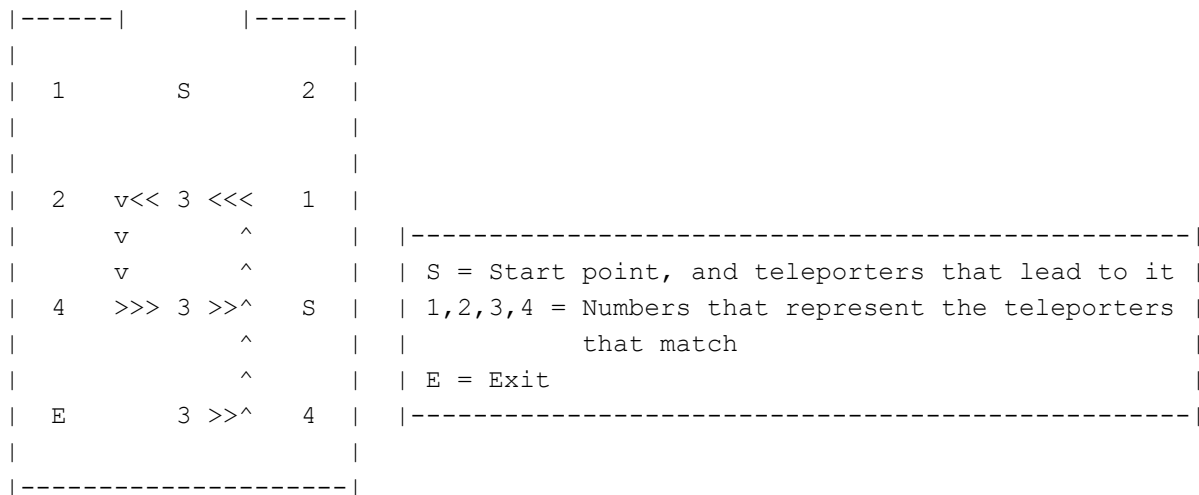 |------|        |------|
|                      |
|  1       S       2  |
|                      |
|                      |
|  2   v<< 3 <<<   1  |
|      v       ^      |  |--------------------------------------------------|
|      v       ^      |  | S = Start point, and teleporters that lead to it |
|  4   >>> 3 >>^   S  |  | 1,2,3,4 = Numbers that represent the teleporters |
|              ^      |  |           that match                             |
|              ^      |  | E = Exit                                         |
|  E       3 >>^   4  |  |--------------------------------------------------|
|                      |
|---------------------|